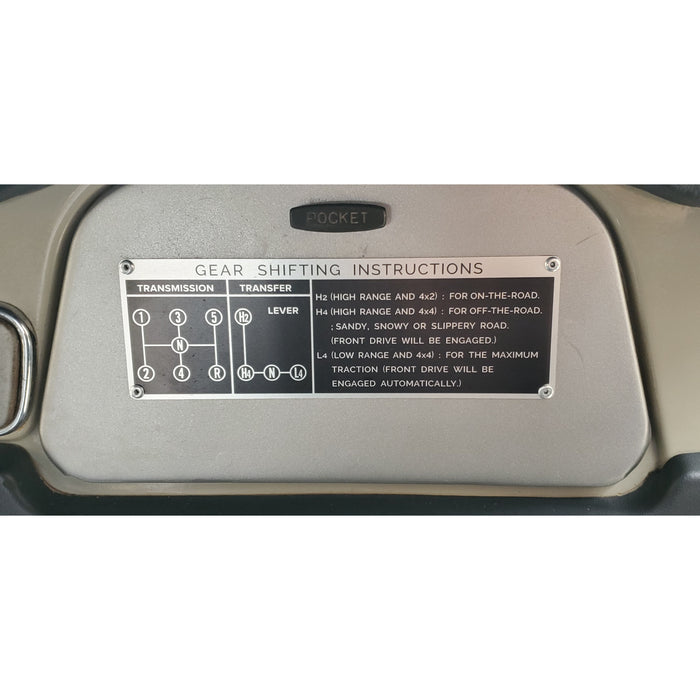 POCKET
GEAR SHIFTING INSTRUCTIONS
TRANSMISSION
1 3 5
N
2 4 R
TRANSFER
LEVER
H2
H4 N L4
H2 (HIGH RANGE AND 4x2) : FOR ON-THE-ROAD.
H4 (HIGH RANGE AND 4x4) : FOR OFF-THE-ROAD.
; SANDY, SNOWY OR SLIPPERY ROAD.
(FRONT DRIVE WILL BE ENGAGED.)
L4 (LOW RANGE AND 4x4) : FOR THE MAXIMUM
TRACTION (FRONT DRIVE WILL BE
ENGAGED AUTOMATICALLY.)